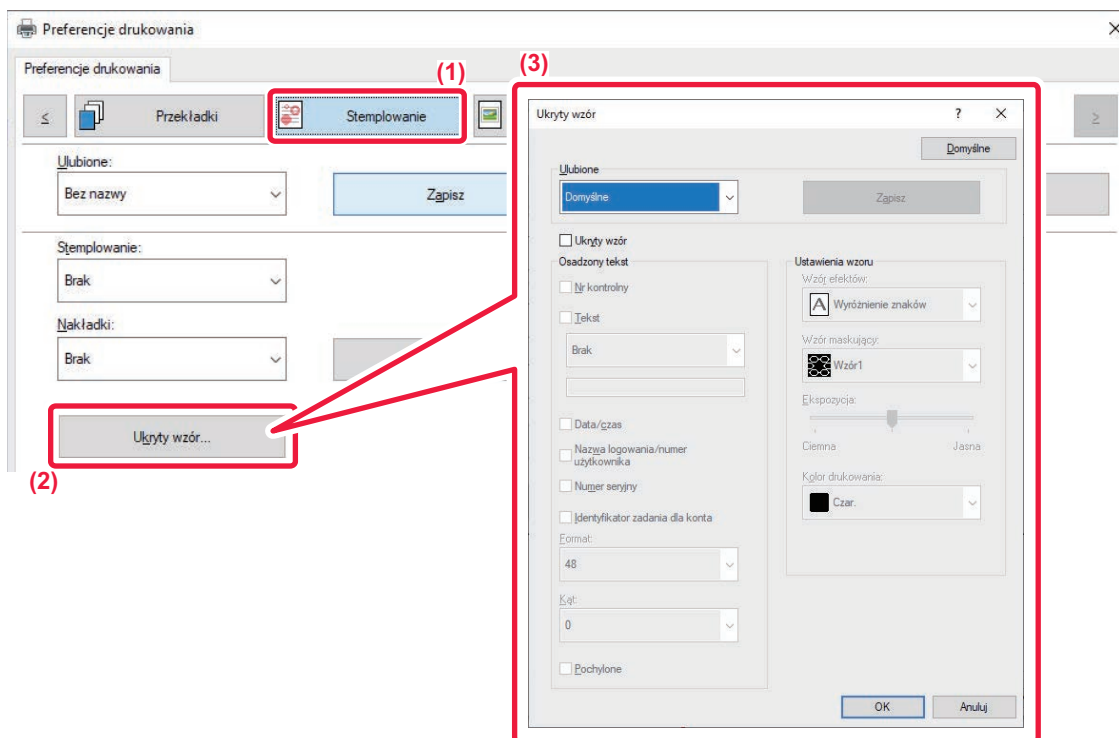 Preferencje drukowania
Preferencje drukowania
(1)
<
Przekładki
Stemplowanie
>
Ulubione:
Bez nazwy
Zapisz
Stemplowanie:
Brak
Nakładki:
Brak
Ukryty wzór...
(2)
(3)
Ukryty wzór
?
Domyślne
Ulubione
Domyślne
Zapisz
Ukryty wzór
Osadzony tekst
Nr kontrolny
Tekst
Brak
Data/czas
Nazwa logowania/numer
użytkownika
Numer seryjny
Identyfikator zadania dla konta
Format:
48
Kąt:
0
Pochylone
Ustawienia wzoru
Wzór efektów:
A
Wyróżnienie znaków
Wzór maskujący:
Wzór1
Ekspozycja:
Ciemna
Jasna
Kolor drukowania:
Czar.
OK
Anuluj